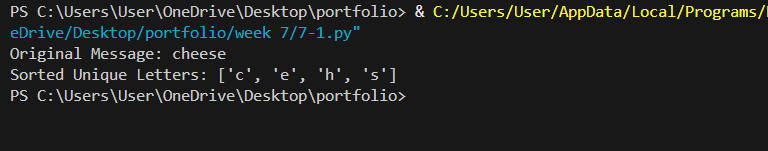 PS C:\Users\User\OneDrive\Desktop\portfolio> & C:/Users/User/AppData/Local/Programs/
eDrive/Desktop/portfolio/week 7/7-1.py"
Original Message: cheese
Sorted Unique Letters: ['c', 'e', 'h', 's']
PS C:\Users\User\OneDrive\Desktop\portfolio>